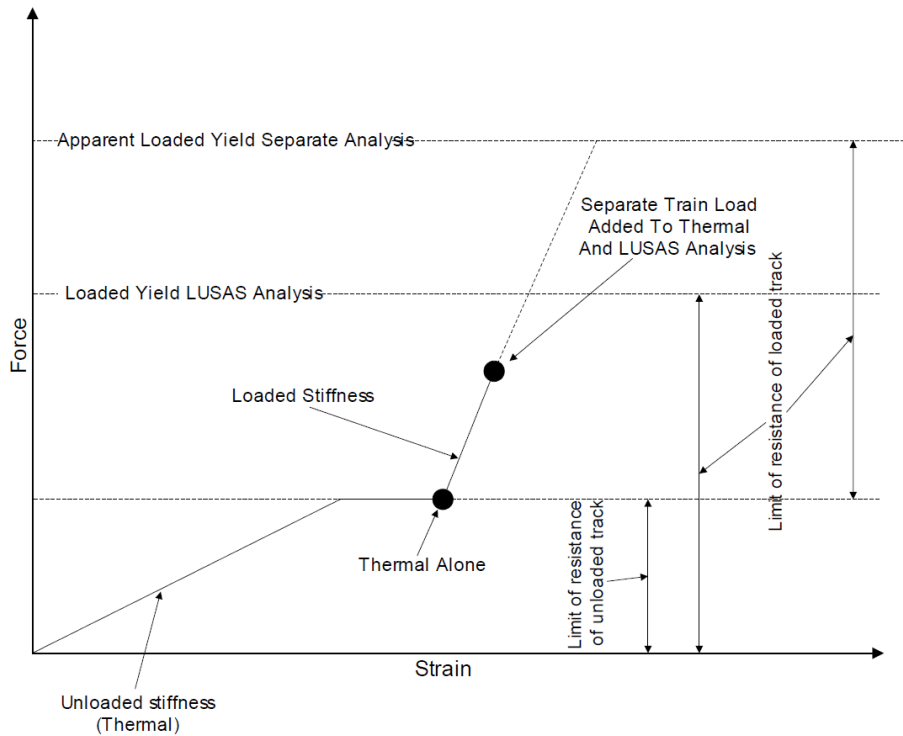 Apparent Loaded Yield Separate Analysis
Separate Train Load
Added To Thermal
And LUSAS Analysis
Loaded Yield LUSAS Analysis
Force
Loaded Stiffness
Limit of resistance of loaded track
Thermal Alone
Limit of resistance
of unloaded track
Strain
Unloaded stiffness
(Thermal)